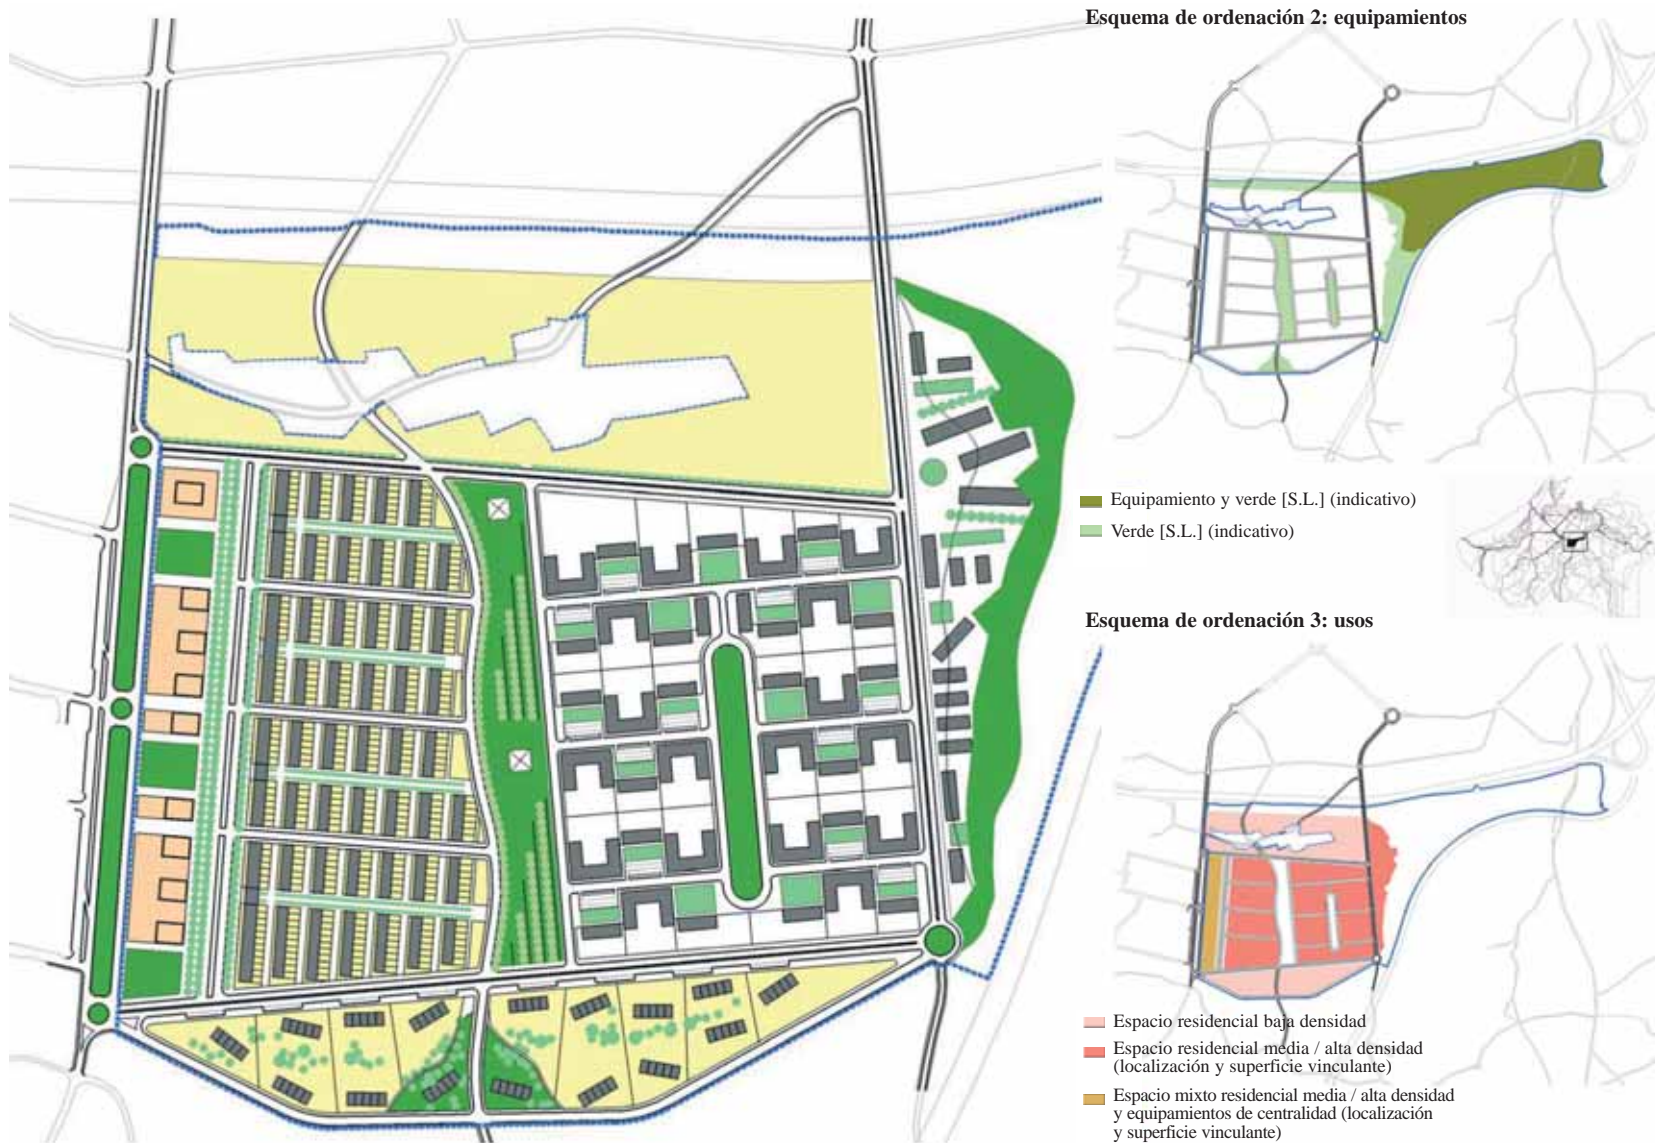 Esquema de ordenación 2: equipamientos
Equipamiento y verde [S.L.] (indicativo)
Verde [S.L.] (indicativo)
Esquema de ordenación 3: usos
Espacio residencial baja densidad
Espacio residencial media / alta densidad
(localización y superficie vinculante)
Espacio mixto residencial media / alta densidad
y equipamientos de centralidad (localización
y superficie vinculante)